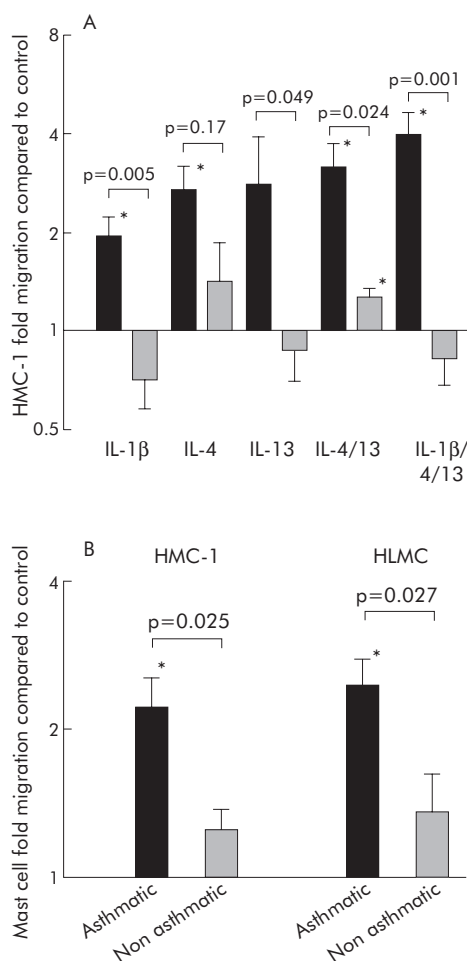 A
HMC-1 fold migration compared to control
8
4
2
1
0.5
p=0.005
p=0.17
p=0.049
p=0.024
p=0.001
*
*
*
*
*
IL-1β
IL-4
IL-13
IL-4/13
IL-1β/
4/13
B
HMC-1
HLMC
Mast cell fold migration compared to control
4
2
1
p=0.025
p=0.027
*
*
Asthmatic
Non asthmatic
Asthmatic
Non asthmatic